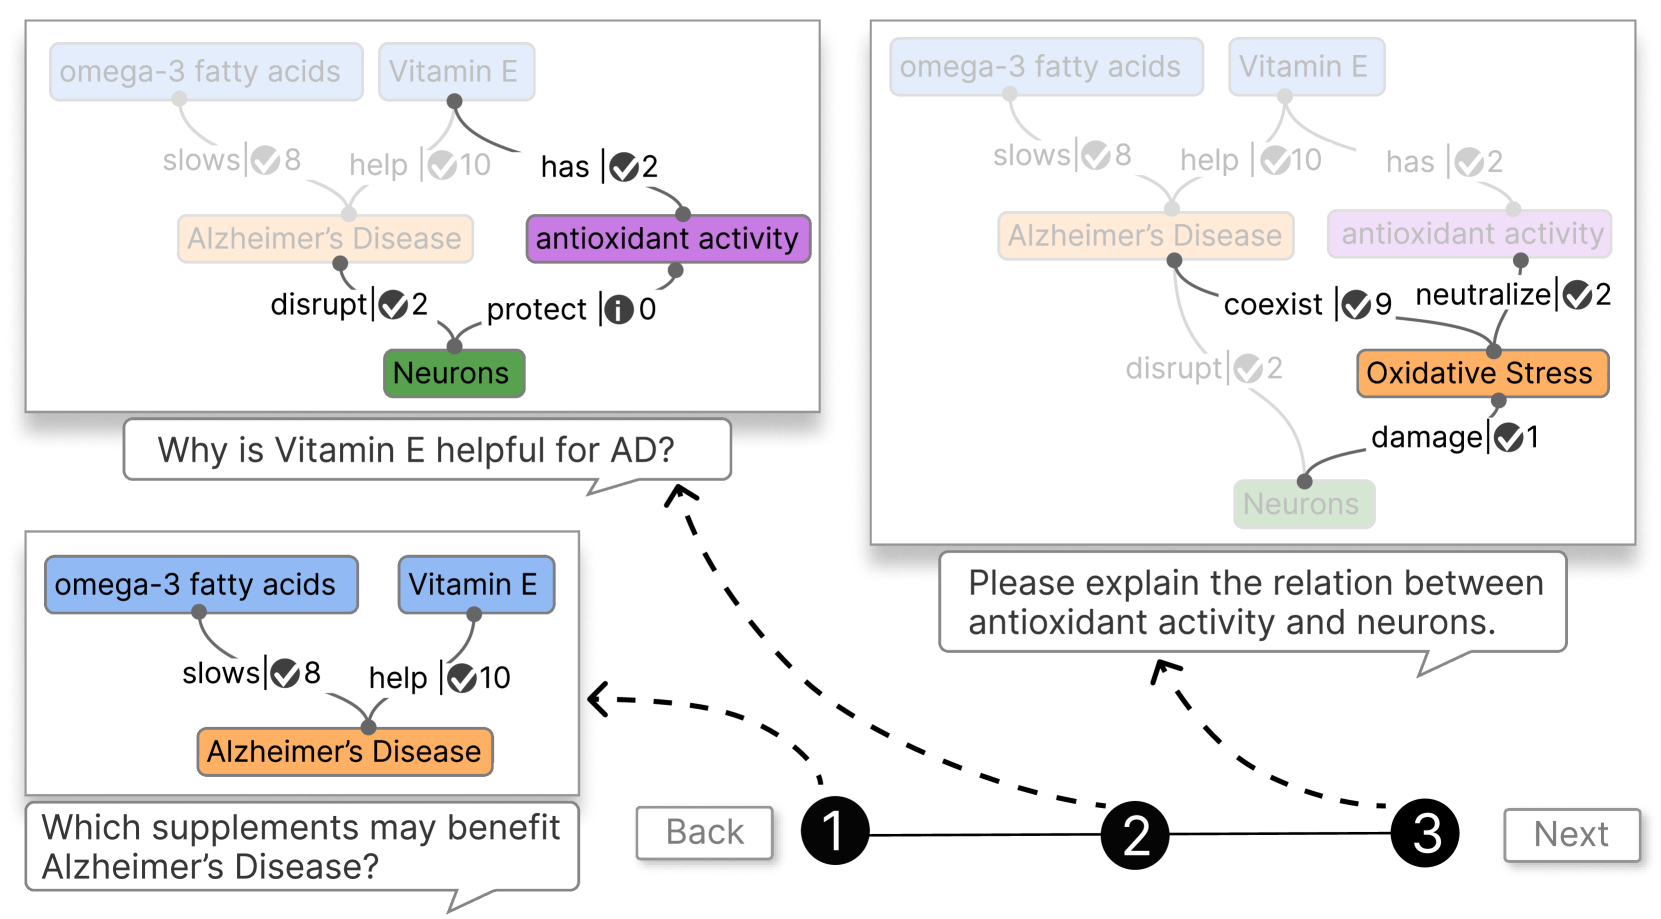 omega-3 fatty acids
Vitamin E
slows| 8
help | 10
has | 2
Alzheimer’s Disease
antioxidant activity
disrupt| 2
protect | i 0
Neurons
Why is Vitamin E helpful for AD?
omega-3 fatty acids
Vitamin E
slows| 8
help | 10
has | 2
Alzheimer’s Disease
antioxidant activity
coexist | 9
neutralize| 2
disrupt| 2
Oxidative Stress
damage| 1
Neurons
Please explain the relation between
antioxidant activity and neurons.
omega-3 fatty acids
Vitamin E
slows| 8
help | 10
Alzheimer’s Disease
Which supplements may benefit
Alzheimer’s Disease?
Back
1
2
3
Next